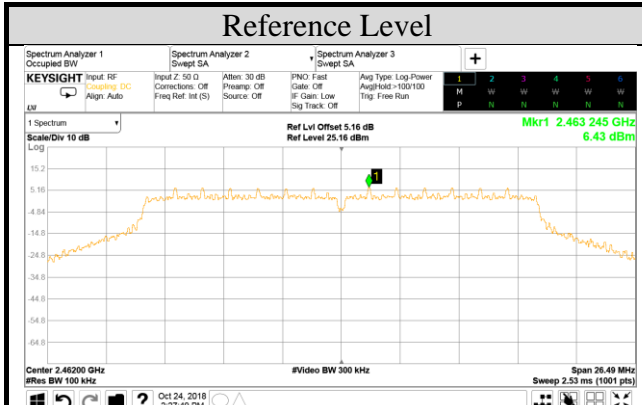 Reference Level
Spectrum Analyzer 1
Occupied BW
Spectrum Analyzer 2
Swept SA
Spectrum Analyzer 3
Swept SA
+
KEYSIGHT
Input: RF
Coupling: DC
Align: Auto
Input Z: 50 Ω
Corrections: Off
Freq Ref: Int (S)
Atten: 30 dB
Preamp: Off
Source: Off
PNO: Fast
Gate: Off
IF Gain: Low
Sig Track: Off
Avg Type: Log-Power
Avg|Hold:>100/100
Trig: Free Run
1 2 3 4 5 6
M W W W W W
P N N N N N
LXI
1 Spectrum
Scale/Div 10 dB
Ref Lvl Offset 5.16 dB
Ref Level 25.16 dBm
Mkr1 2.463 245 GHz
6.43 dBm
Log
15.2
1
5.16
-4.84
-14.8
-24.8
-34.8
-44.8
-54.8
-64.8
Center 2.46200 GHz
#Res BW 100 kHz
#Video BW 300 kHz
Span 26.49 MHz
Sweep 2.53 ms (1001 pts)
?
Oct 24, 2018